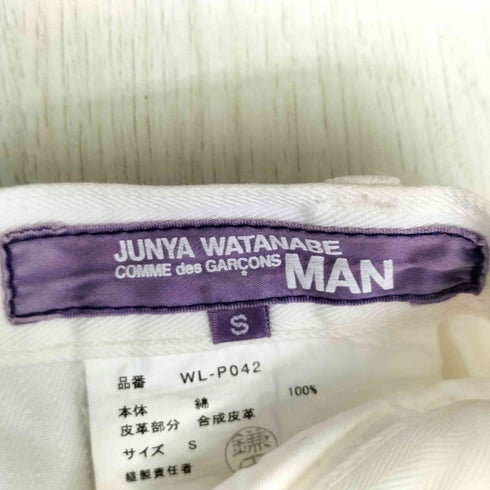 JUNYA WATANABE
COMME des GARÇONS MAN
S
品番 WL-P042
本体 綿 100%
皮革部分 合成皮革
サイズ S
縫製責任者 鎌